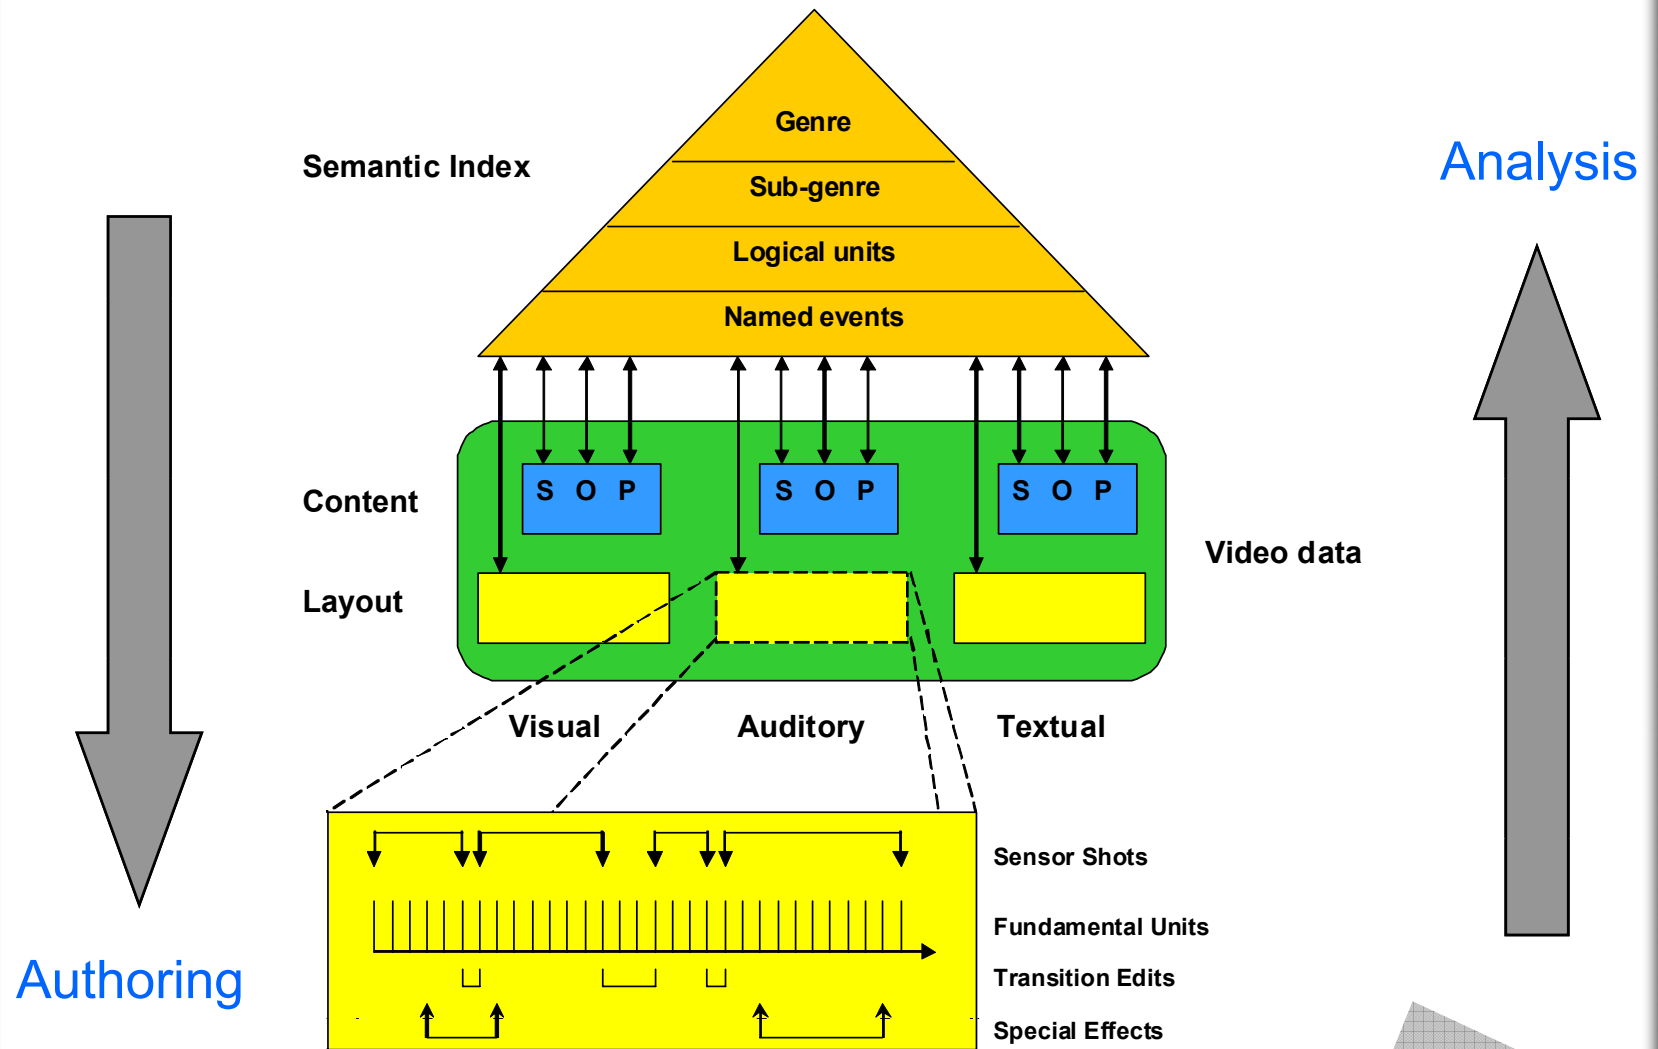 Genre
Semantic Index
Analysis
Sub-genre
Logical units
Named events
S O P
S O P
S O P
Content
Video data
Layout
Visual
Auditory
Textual
Sensor Shots
Fundamental Units
Transition Edits
Authoring
Special Effects